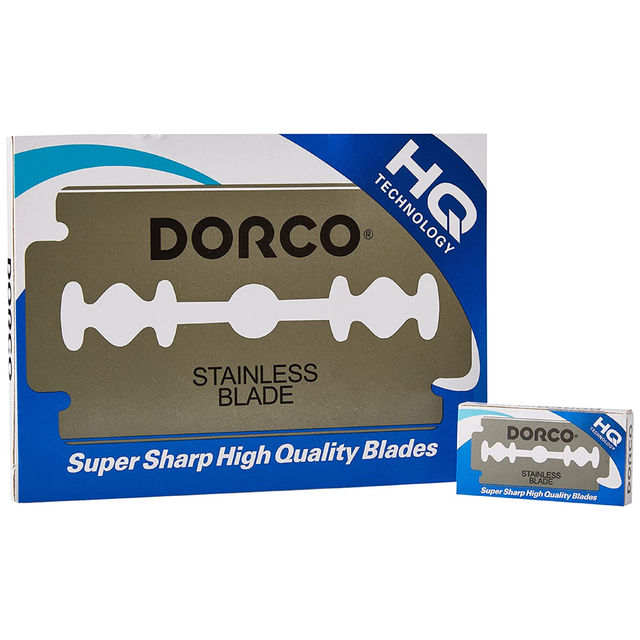 DORCO
HQ
TECHNOLOGY
DORCO®
STAINLESS
BLADE
Super Sharp High Quality Blades
HQ
TECHNOLOGY
DORCO®
STAINLESS
BLADE
Super Sharp High Quality Blades